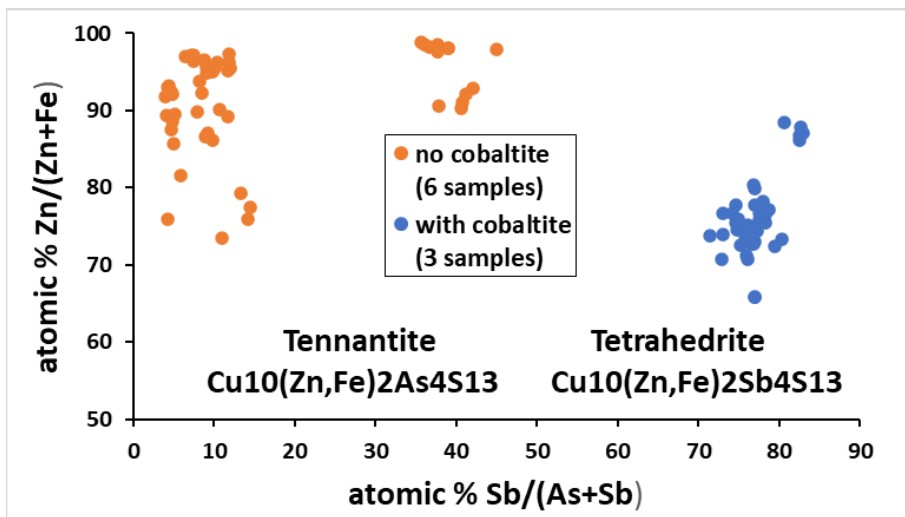 atomic % Zn/(Zn+Fe)
100
90
80
70
60
50
no cobaltite
(6 samples)
with cobaltite
(3 samples)
Tennantite
Cu10(Zn,Fe)2As4S13
Tetrahedrite
Cu10(Zn,Fe)2Sb4S13
0 10 20 30 40 50 60 70 80 90
atomic % Sb/(As+Sb)